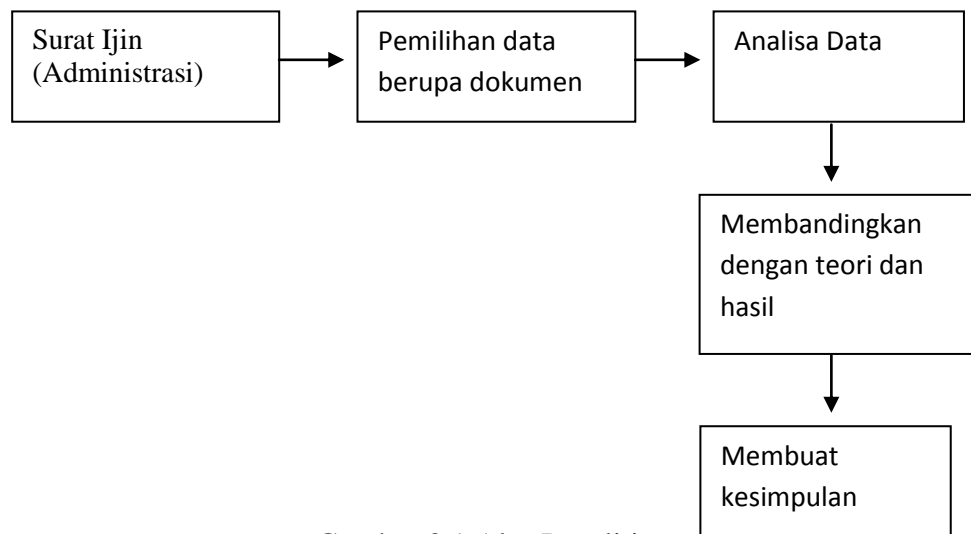 Surat Ijin
(Administrasi)
Pemilihan data
berupa dokumen
Analisa Data
Membandingkan
dengan teori dan
hasil
Membuat
kesimpulan